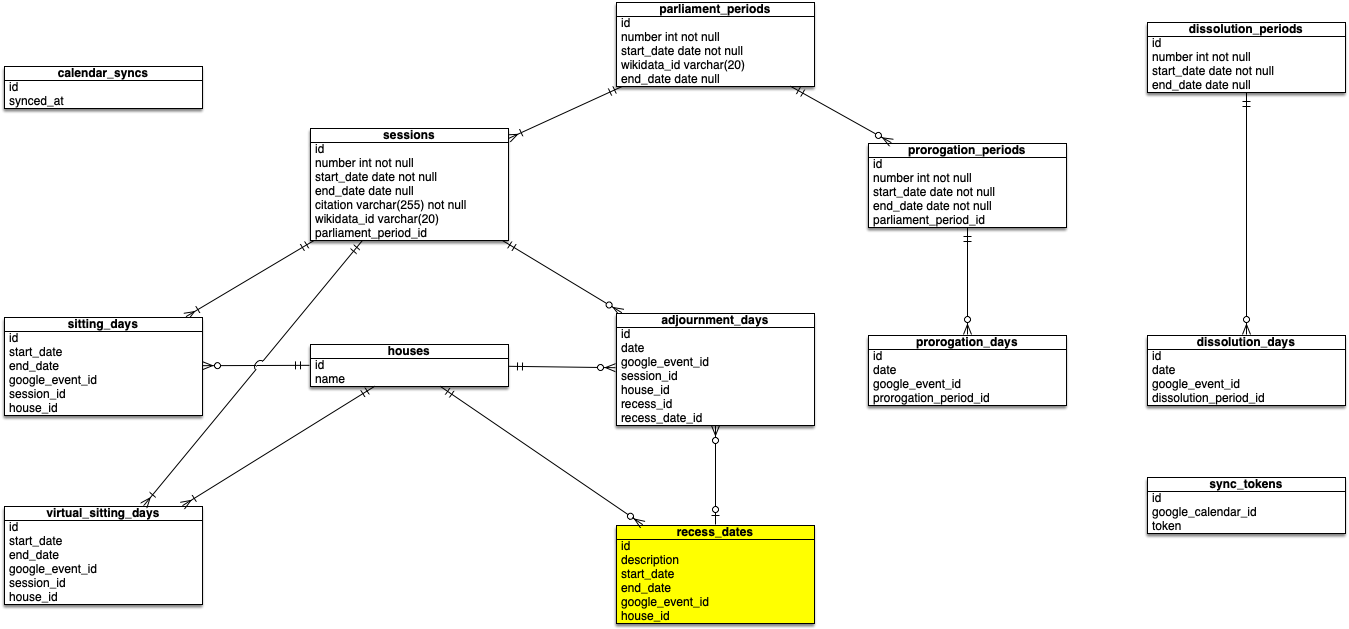 parliament_periods
id
number int not null
start_date date not null
wikidata_id varchar(20)
end_date date null
dissolution_periods
id
number int not null
start_date date not null
end_date date null
calendar_syncs
id
synced_at
sessions
id
number int not null
start_date date not null
end_date date null
citation varchar(255) not null
wikidata_id varchar(20)
parliament_period_id
prorogation_periods
id
number int not null
start_date date not null
end_date date not null
parliament_period_id
sitting_days
id
start_date
end_date
google_event_id
session_id
house_id
houses
id
name
adjournment_days
id
date
google_event_id
session_id
house_id
recess_id
recess_date_id
prorogation_days
id
date
google_event_id
prorogation_period_id
dissolution_days
id
date
google_event_id
dissolution_period_id
virtual_sitting_days
id
start_date
end_date
google_event_id
session_id
house_id
recess_dates
id
description
start_date
end_date
google_event_id
house_id
sync_tokens
id
google_calendar_id
token